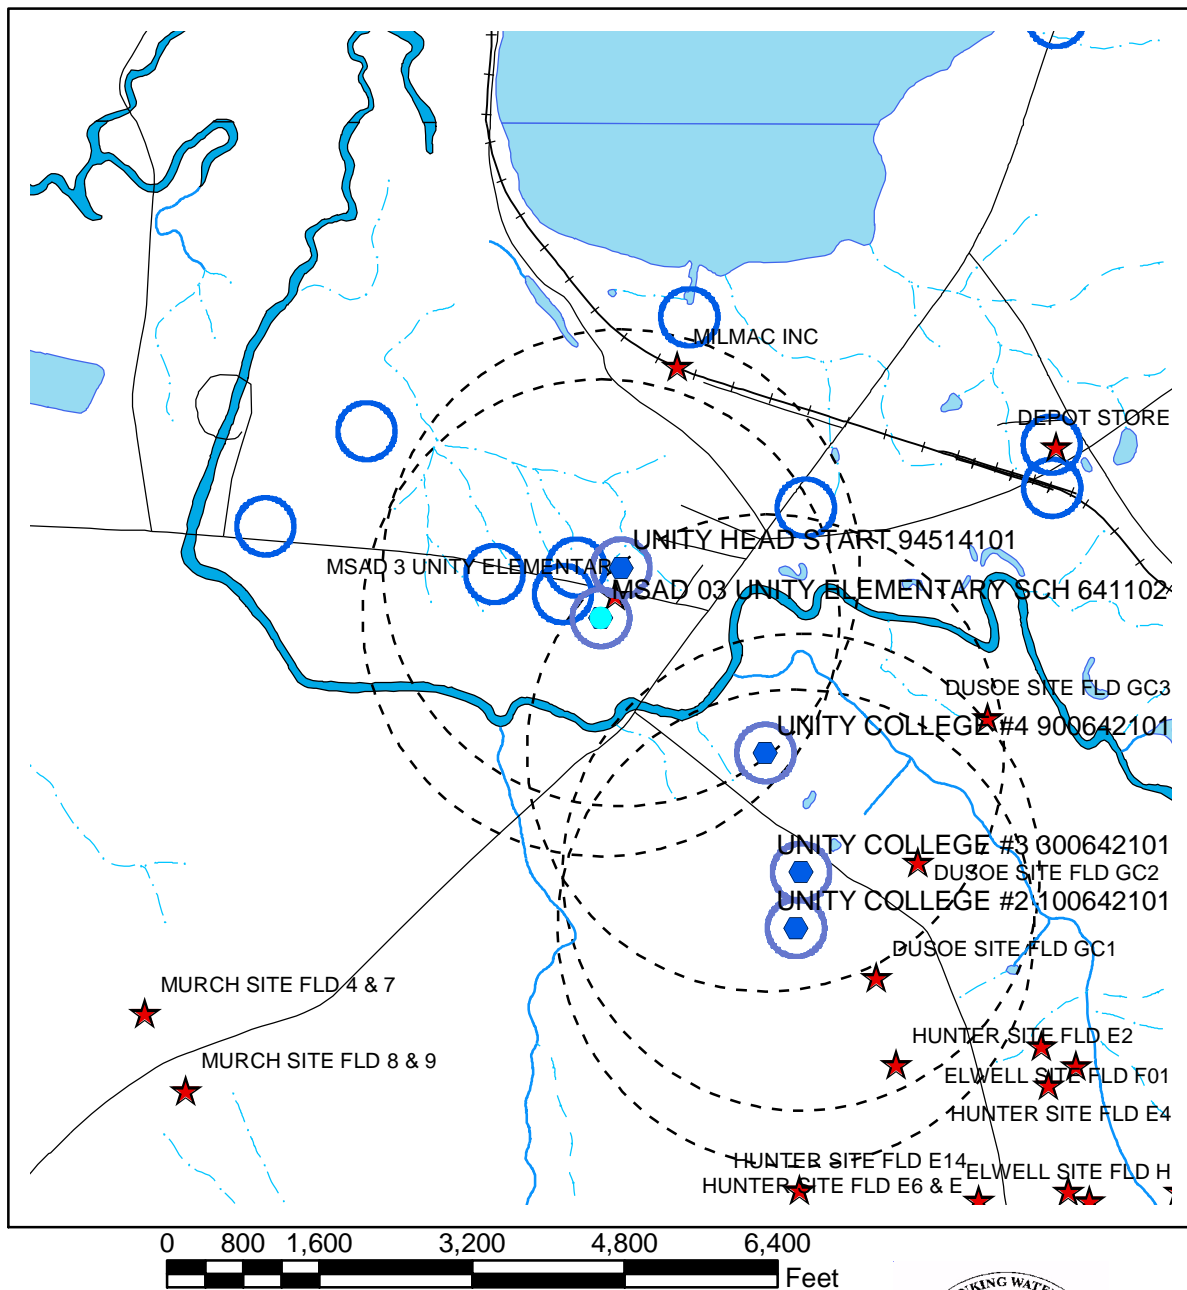 MILMAC INC
DEPOT STORE
UNITY HEAD START 94514101
MSAD 3 UNITY ELEMENTAR
MSAD 03 UNITY ELEMENTARY SCH 641102
DUSOE SITE FLD GC3
UNITY COLLEGE #4 900642101
UNITY COLLEGE #3 300642101
DUSOE SITE FLD GC2
UNITY COLLEGE #2 100642101
DUSOE SITE FLD GC1
MURCH SITE FLD 4 & 7
HUNTER SITE FLD E2
MURCH SITE FLD 8 & 9
ELWELL SITE FLD F01
HUNTER SITE FLD E4
HUNTER SITE FLD E14
ELWELL SITE FLD H
HUNTER SITE FLD E6 & E
0 800 1,600 3,200 4,800 6,400
Feet
NKING WATE